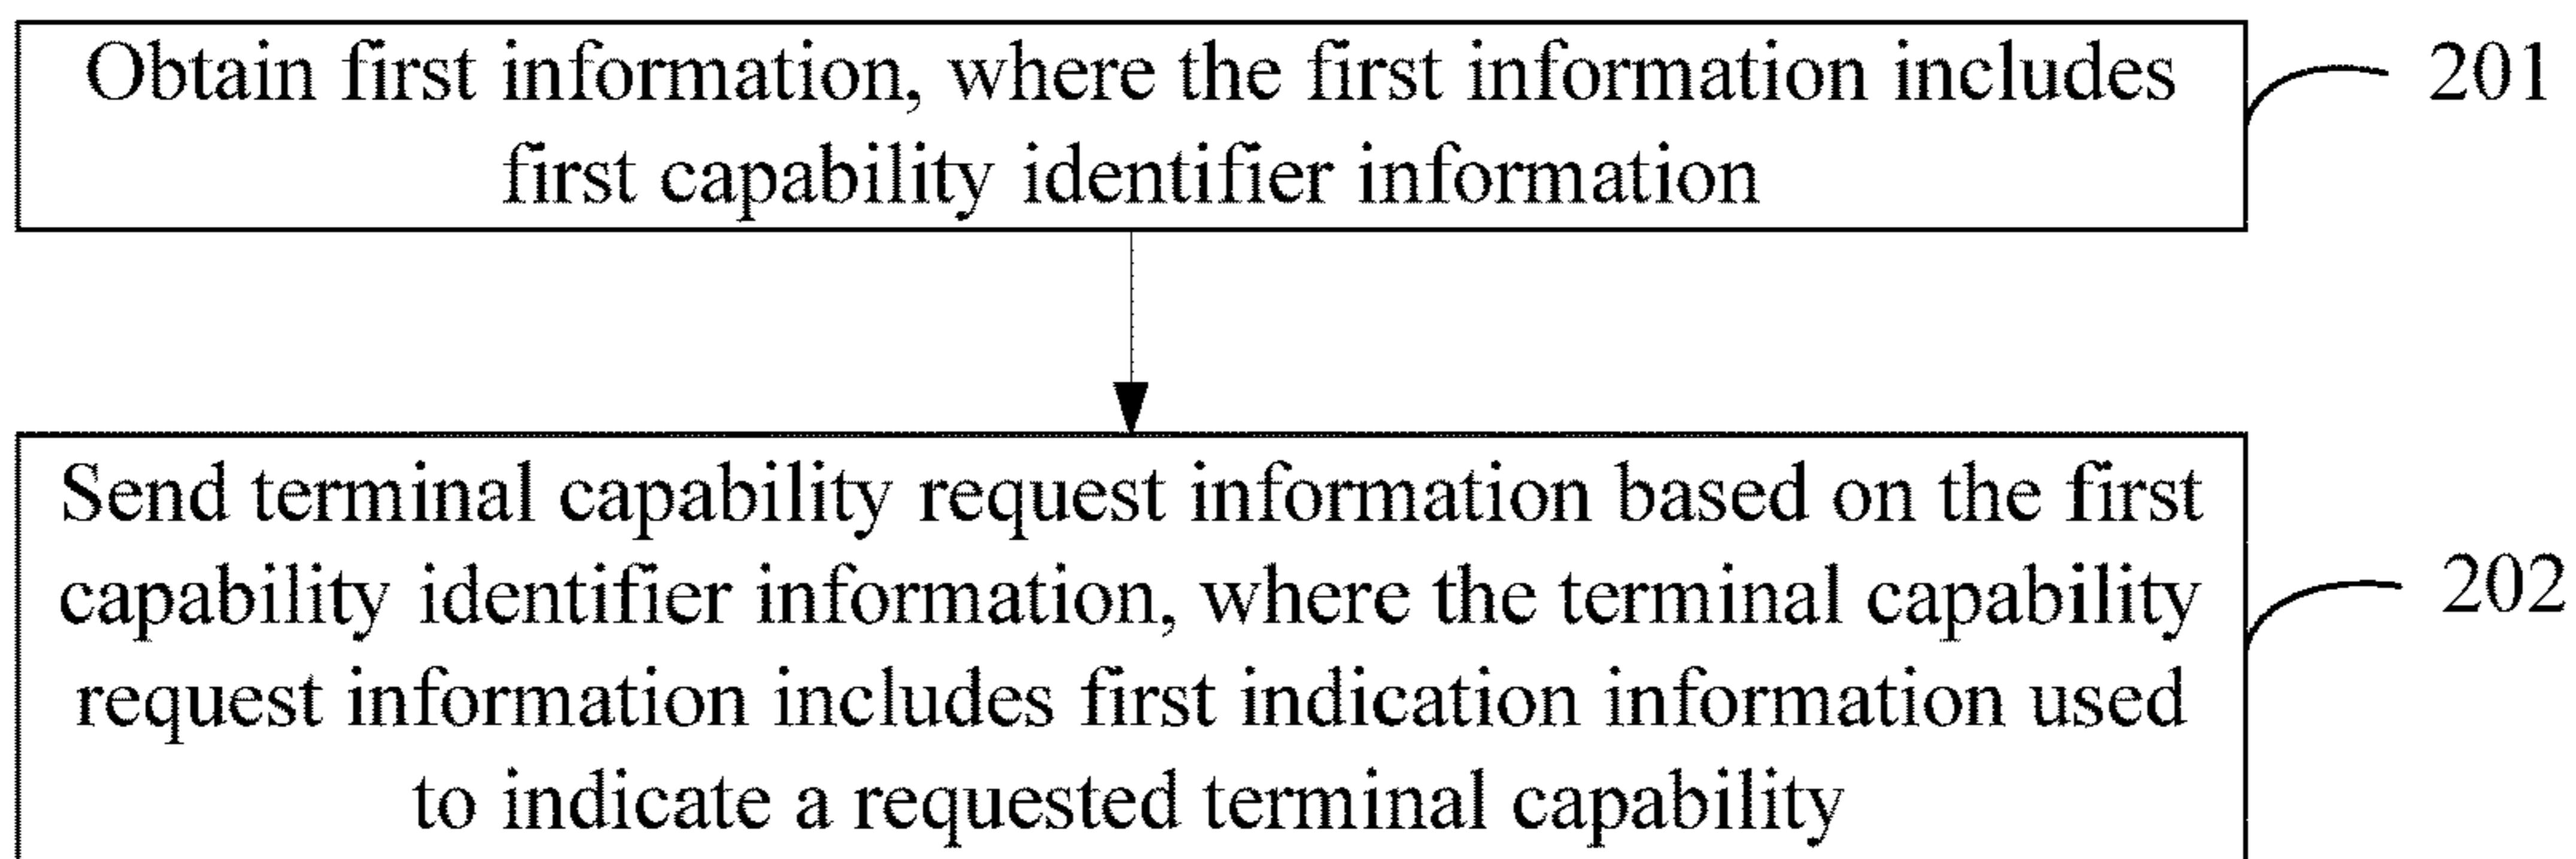 Obtain first information, where the first information includes
first capability identifier information
201
Send terminal capability request information based on the first
capability identifier information, where the terminal capability
request information includes first indication information used
to indicate a requested terminal capability
202